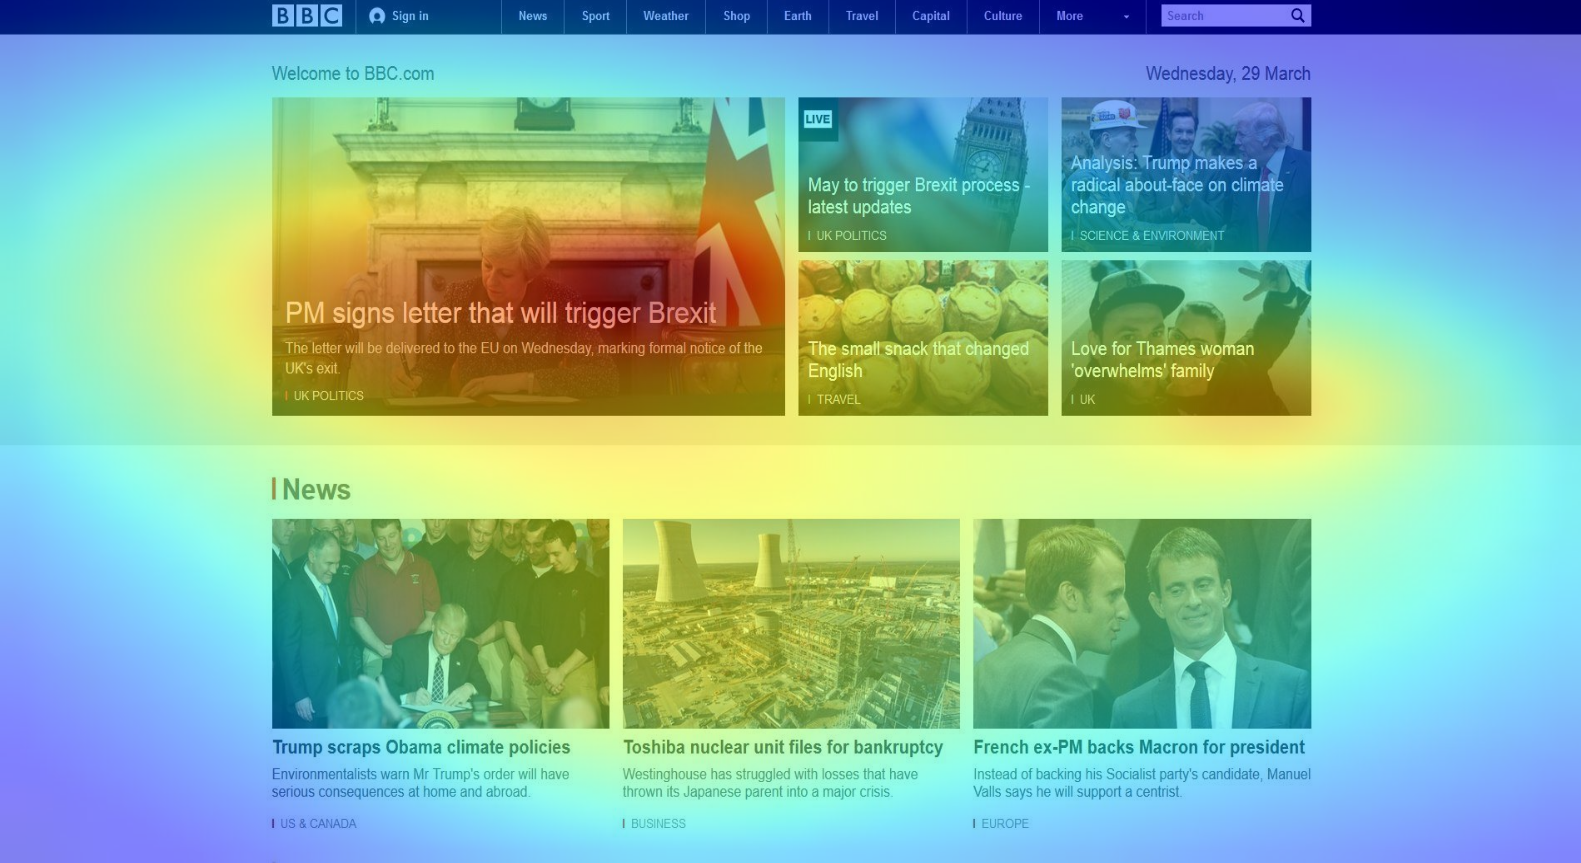 BBC
Sign in
News
Sport
Weather
Shop
Earth
Travel
Capital
Culture
More
Search
Welcome to BBC.com
Wednesday, 29 March
PM signs letter that will trigger Brexit
The letter will be delivered to the EU on Wednesday, marking formal notice of the
UK's exit.
UK POLITICS
LIVE
May to trigger Brexit process -
latest updates
UK POLITICS
Analysis: Trump makes a
radical about-face on climate
change
SCIENCE & ENVIRONMENT
The small snack that changed
English
TRAVEL
Love for Thames woman
'overwhelms' family
UK
News
Trump scraps Obama climate policies
Environmentalists warn Mr Trump's order will have
serious consequences at home and abroad.
US & CANADA
Toshiba nuclear unit files for bankruptcy
Westinghouse has struggled with losses that have
thrown its Japanese parent into a major crisis.
BUSINESS
French ex-PM backs Macron for president
Instead of backing his Socialist party's candidate, Manuel
Valls says he will support a centrist.
EUROPE